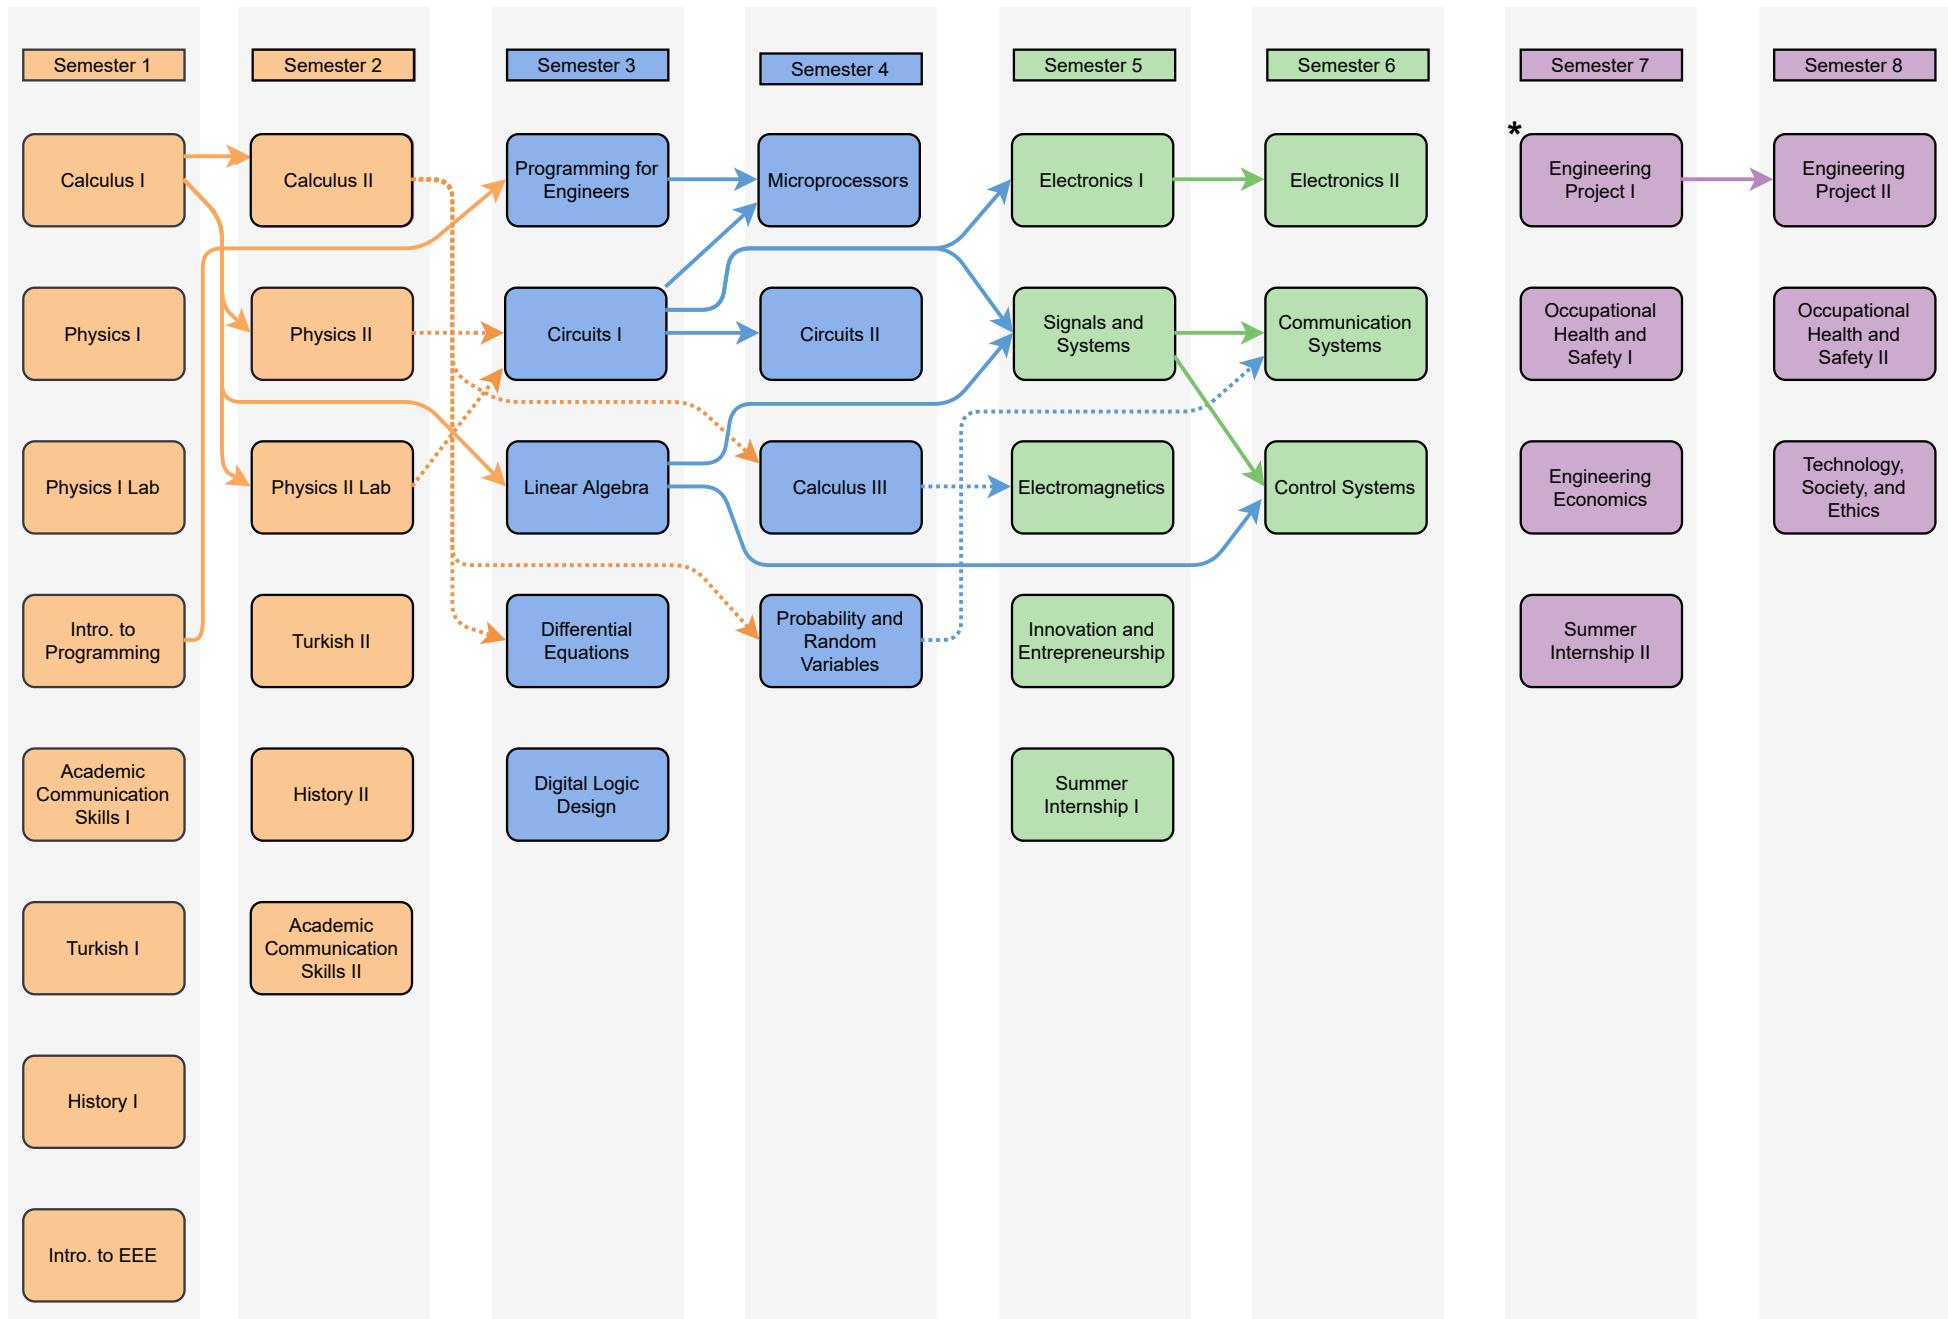 Semester 1
Semester 2
Semester 3
Semester 4
Semester 5
Semester 6
Semester 7
Semester 8
Calculus I
Calculus II
Programming for
Engineers
Microprocessors
Electronics I
Electronics II
*
Engineering
Project I
Engineering
Project II
Physics I
Physics II
Circuits I
Circuits II
Signals and
Systems
Communication
Systems
Occupational
Health and
Safety I
Occupational
Health and
Safety II
Physics I Lab
Physics II Lab
Linear Algebra
Calculus III
Electromagnetics
Control Systems
Engineering
Economics
Technology,
Society, and
Ethics
Intro. to
Programming
Turkish II
Differential
Equations
Probability and
Random
Variables
Innovation and
Entrepreneurship
Summer
Internship II
Academic
Communication
Skills I
History II
Digital Logic
Design
Summer
Internship I
Turkish I
Academic
Communication
Skills II
History I
Intro. to EEE